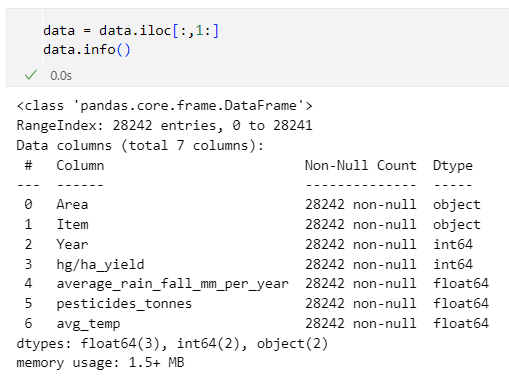 data = data.iloc[:,1:]
data.info()
✓ 0.0s
<class 'pandas.core.frame.DataFrame'>
RangeIndex: 28242 entries, 0 to 28241
Data columns (total 7 columns):
 #   Column                         Non-Null Count  Dtype
---  ------                         --------------  -----
 0   Area                           28242 non-null  object
 1   Item                           28242 non-null  object
 2   Year                           28242 non-null  int64
 3   hg/ha_yield                    28242 non-null  int64
 4   average_rain_fall_mm_per_year  28242 non-null  float64
 5   pesticides_tonnes              28242 non-null  float64
 6   avg_temp                       28242 non-null  float64
dtypes: float64(3), int64(2), object(2)
memory usage: 1.5+ MB